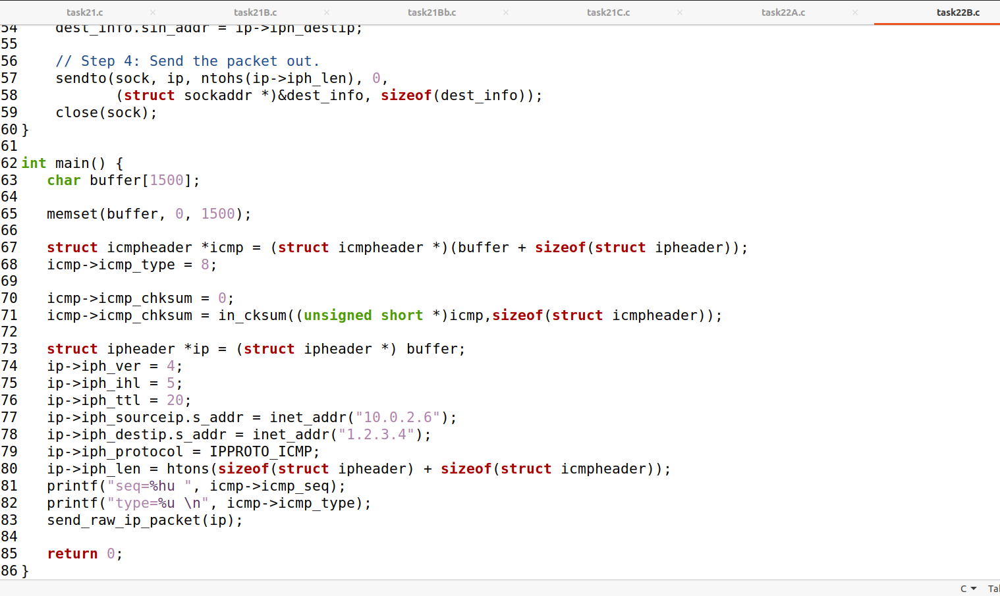 task21.c × task21B.c × task21Bb.c × task21C.c × task22A.c × task22B.c
54 dest_info.sin_addr = ip->iph_destip;
55
56 // Step 4: Send the packet out.
57 sendto(sock, ip, ntohs(ip->iph_len), 0,
58 (struct sockaddr *)&dest_info, sizeof(dest_info));
59 close(sock);
60 }
61
62 int main() {
63 char buffer[1500];
64
65 memset(buffer, 0, 1500);
66
67 struct icmpheader *icmp = (struct icmpheader *)(buffer + sizeof(struct ipheader));
68 icmp->icmp_type = 8;
69
70 icmp->icmp_chksum = 0;
71 icmp->icmp_chksum = in_cksum((unsigned short *)icmp,sizeof(struct icmpheader));
72
73 struct ipheader *ip = (struct ipheader *) buffer;
74 ip->iph_ver = 4;
75 ip->iph_ihl = 5;
76 ip->iph_ttl = 20;
77 ip->iph_sourceip.s_addr = inet_addr("10.0.2.6");
78 ip->iph_destip.s_addr = inet_addr("1.2.3.4");
79 ip->iph_protocol = IPPROTO_ICMP;
80 ip->iph_len = htons(sizeof(struct ipheader) + sizeof(struct icmpheader));
81 printf("seq=%hu ", icmp->icmp_seq);
82 printf("type=%u \n", icmp->icmp_type);
83 send_raw_ip_packet(ip);
84
85 return 0;
86 }
C